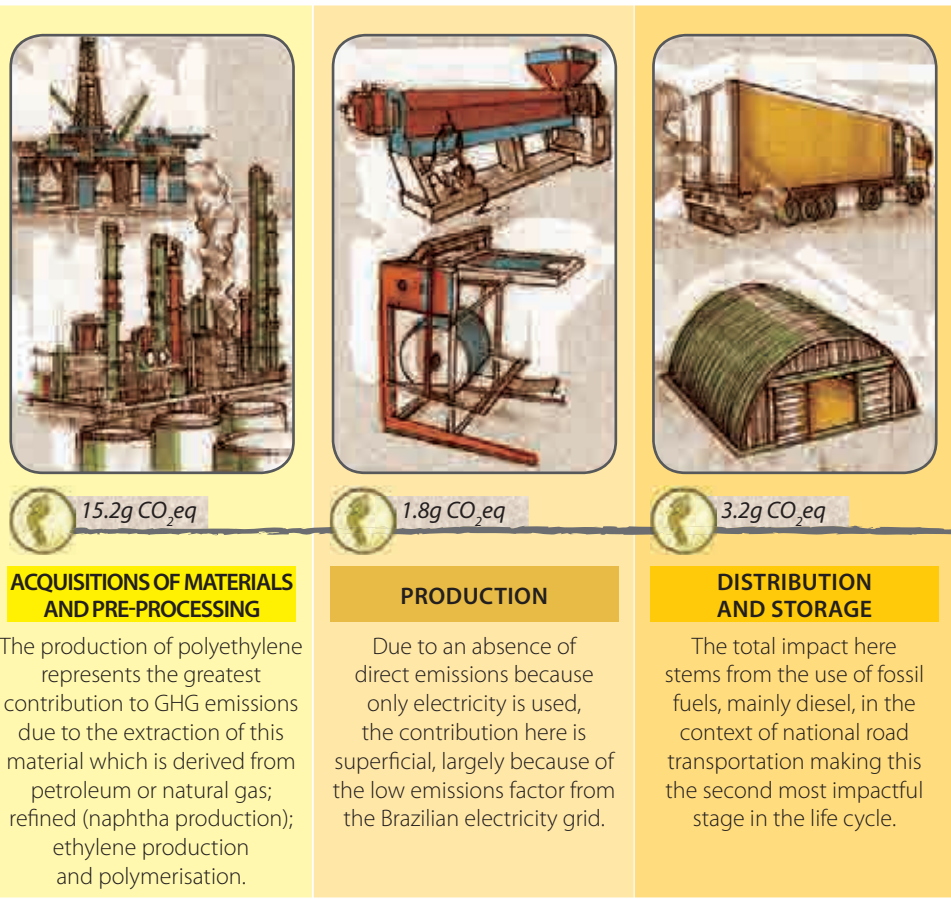 15.2g CO₂eq
ACQUISITIONS OF MATERIALS
AND PRE-PROCESSING
The production of polyethylene
represents the greatest
contribution to GHG emissions
due to the extraction of this
material which is derived from
petroleum or natural gas;
refined (naphtha production);
ethylene production
and polymerisation.
1.8g CO₂eq
PRODUCTION
Due to an absence of
direct emissions because
only electricity is used,
the contribution here is
superficial, largely because of
the low emissions factor from
the Brazilian electricity grid.
3.2g CO₂eq
DISTRIBUTION
AND STORAGE
The total impact here
stems from the use of fossil
fuels, mainly diesel, in the
context of national road
transportation making this
the second most impactful
stage in the life cycle.